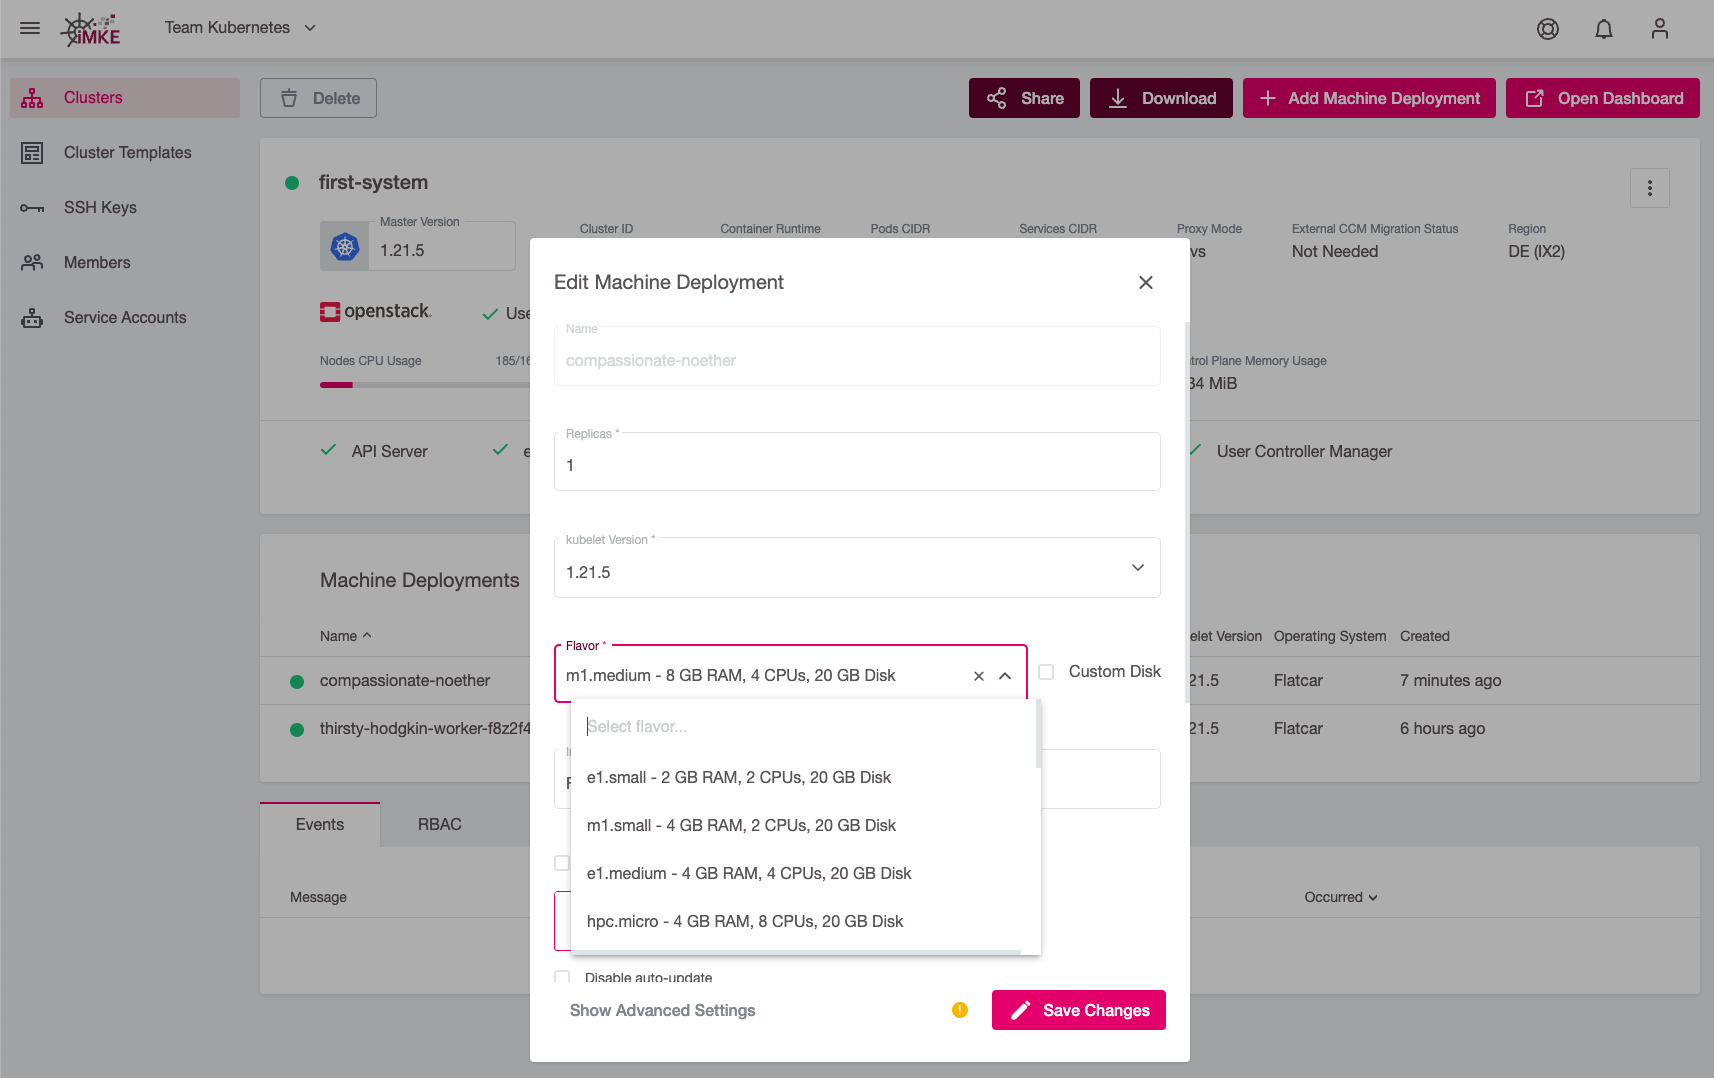 iMKE
Team Kubernetes
Clusters
Cluster Templates
SSH Keys
Members
Service Accounts
Delete
Share
Download
Add Machine Deployment
Open Dashboard
first-system
Master Version
1.21.5
Cluster ID
Container Runtime
Pods CIDR
Services CIDR
Proxy Mode
vs
External CCM Migration Status
Not Needed
Region
DE (IX2)
openstack.
Use
Nodes CPU Usage
185/16
trol Plane Memory Usage
34 MiB
API Server
e
User Controller Manager
Machine Deployments
Name
elet Version
Operating System
Created
compassionate-noether
21.5
Flatcar
7 minutes ago
thirsty-hodgkin-worker-f8z2f4
21.5
Flatcar
6 hours ago
Events
RBAC
Message
Occurred
Edit Machine Deployment
Name
compassionate-noether
Replicas *
1
kubelet Version *
1.21.5
Flavor *
m1.medium - 8 GB RAM, 4 CPUs, 20 GB Disk
Custom Disk
Select flavor...
e1.small - 2 GB RAM, 2 CPUs, 20 GB Disk
m1.small - 4 GB RAM, 2 CPUs, 20 GB Disk
e1.medium - 4 GB RAM, 4 CPUs, 20 GB Disk
hpc.micro - 4 GB RAM, 8 CPUs, 20 GB Disk
Disable auto-update
Show Advanced Settings
Save Changes